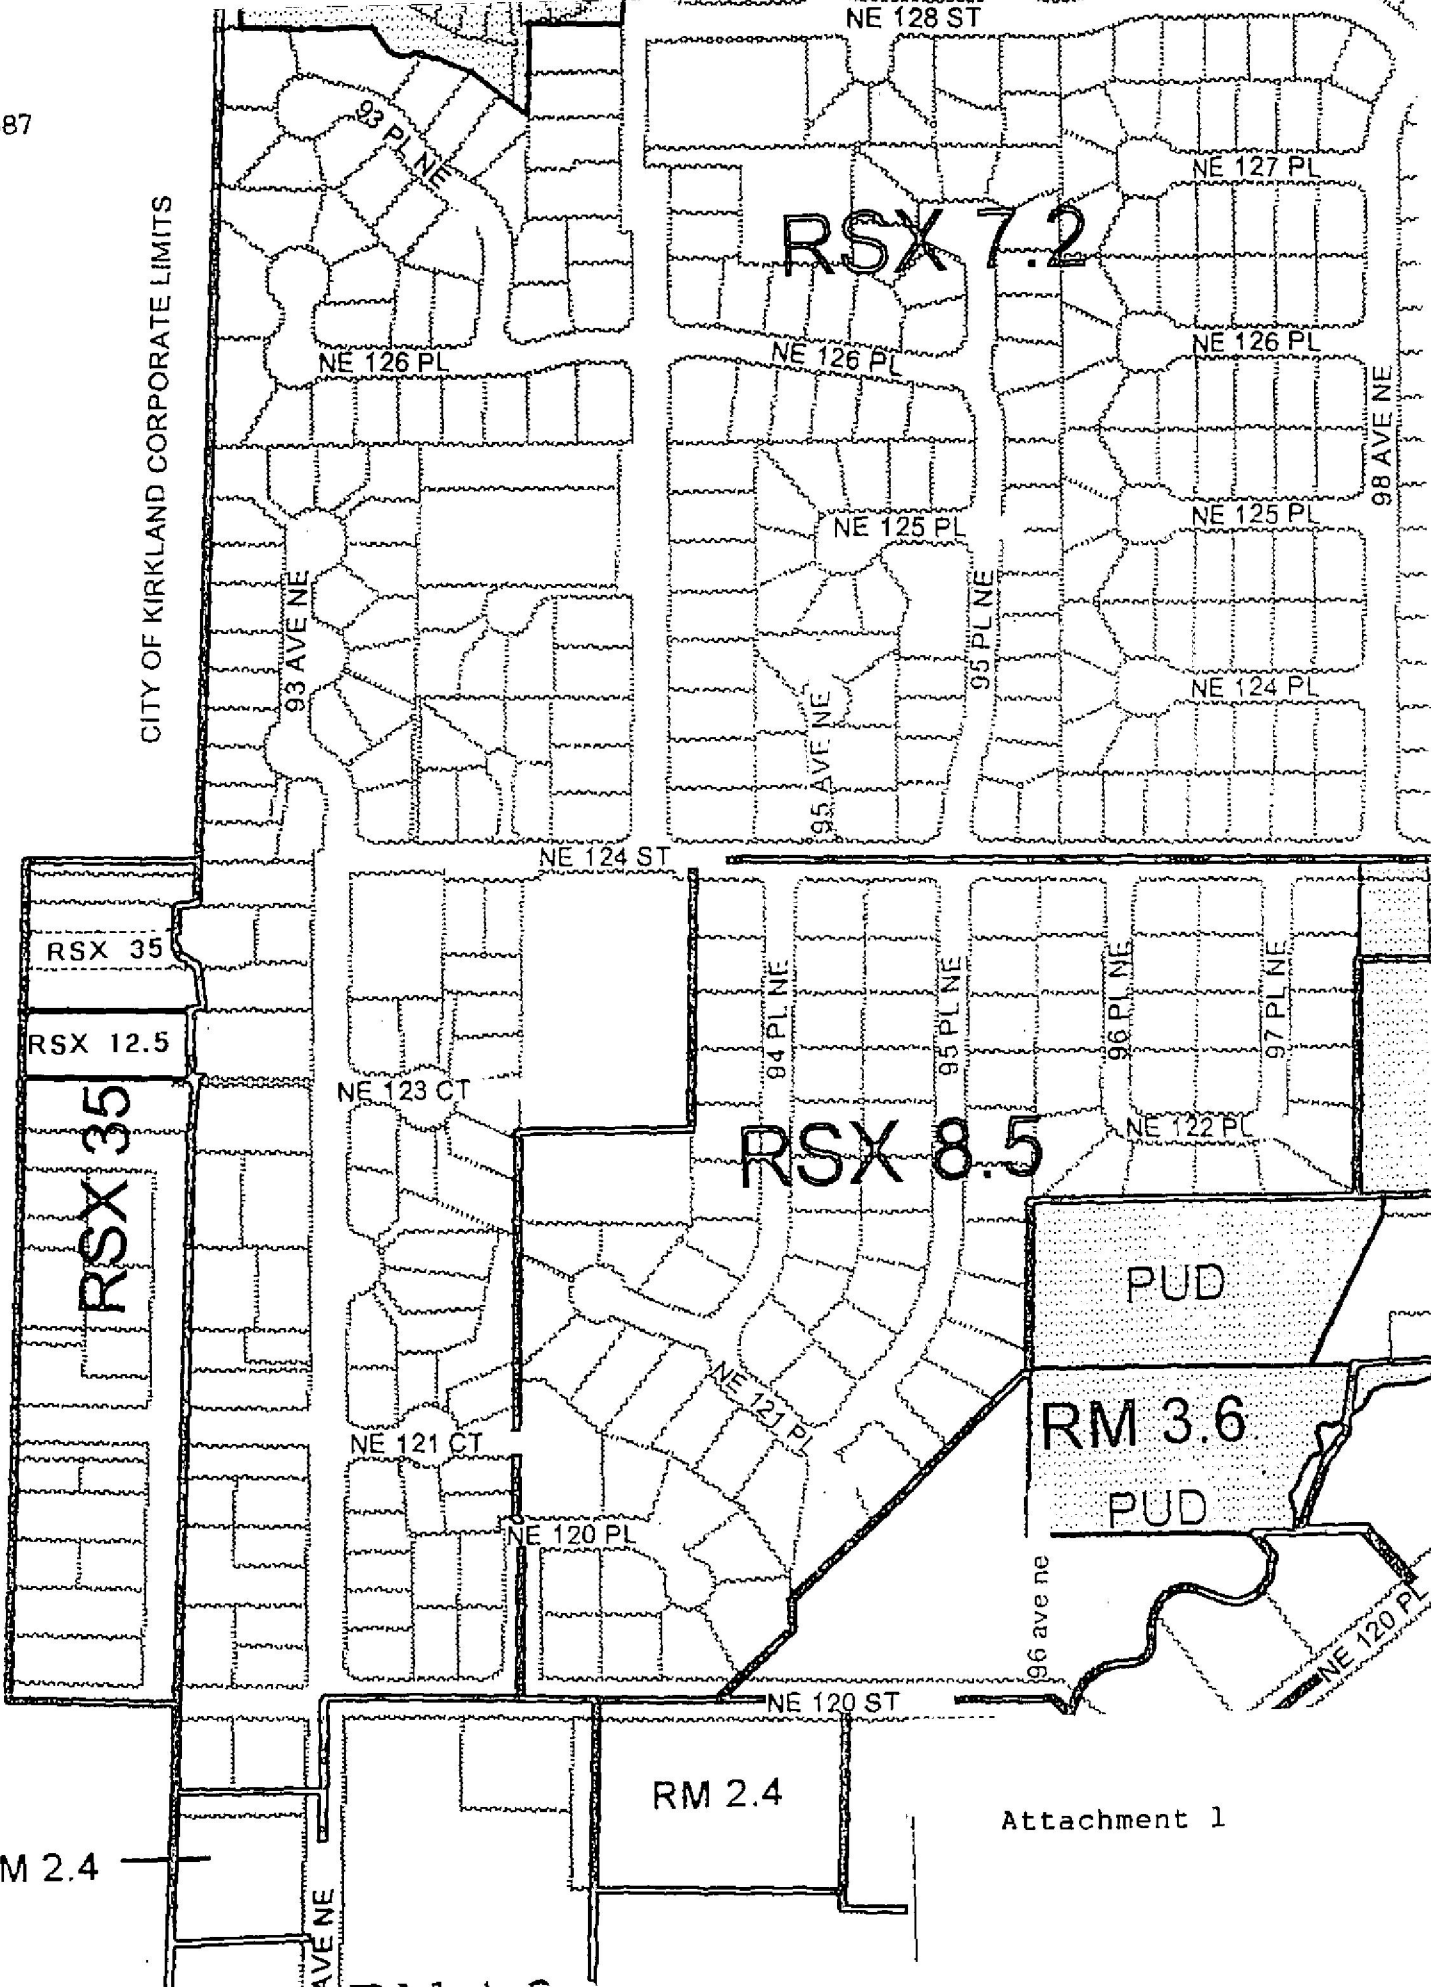 NE 128 ST
87
93 PL NE
NE 127 PL
CITY OF KIRKLAND CORPORATE LIMITS
RSX 7.2
NE 126 PL
NE 126 PL
NE 126 PL
98 AVE NE
NE 125 PL
NE 125 PL
93 AVE NE
95 PL NE
NE 124 PL
95 AVE NE
NE 124 ST
RSX 35
94 PL NE
95 PL NE
96 PL NE
97 PL NE
RSX 12.5
NE 123 CT
RSX 35
RSX 8.5
NE 122 PL
PUD
NE 121 PL
RM 3.6
NE 121 CT
PUD
NE 120 PL
96 ave ne
NE 120 PL
NE 120 ST
RM 2.4
Attachment 1
M 2.4
AVE NE